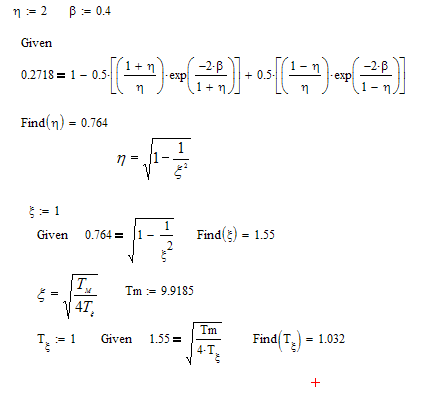 η := 2 β := 0.4
Given
0.2718 = 1 − 0.5·[((1 + η)/η)·exp((−2·β)/(1 + η))] + 0.5·[((1 − η)/η)·exp((−2·β)/(1 − η))]
Find(η) = 0.764
η = √(1 − 1/ξ²)
ξ := 1
Given 0.764 = √(1 − 1/ξ²) Find(ξ) = 1.55
ξ = √(T_M/4T_ξ) Tm := 9.9185
T_ξ := 1 Given 1.55 = √(Tm/(4·T_ξ)) Find(T_ξ) = 1.032